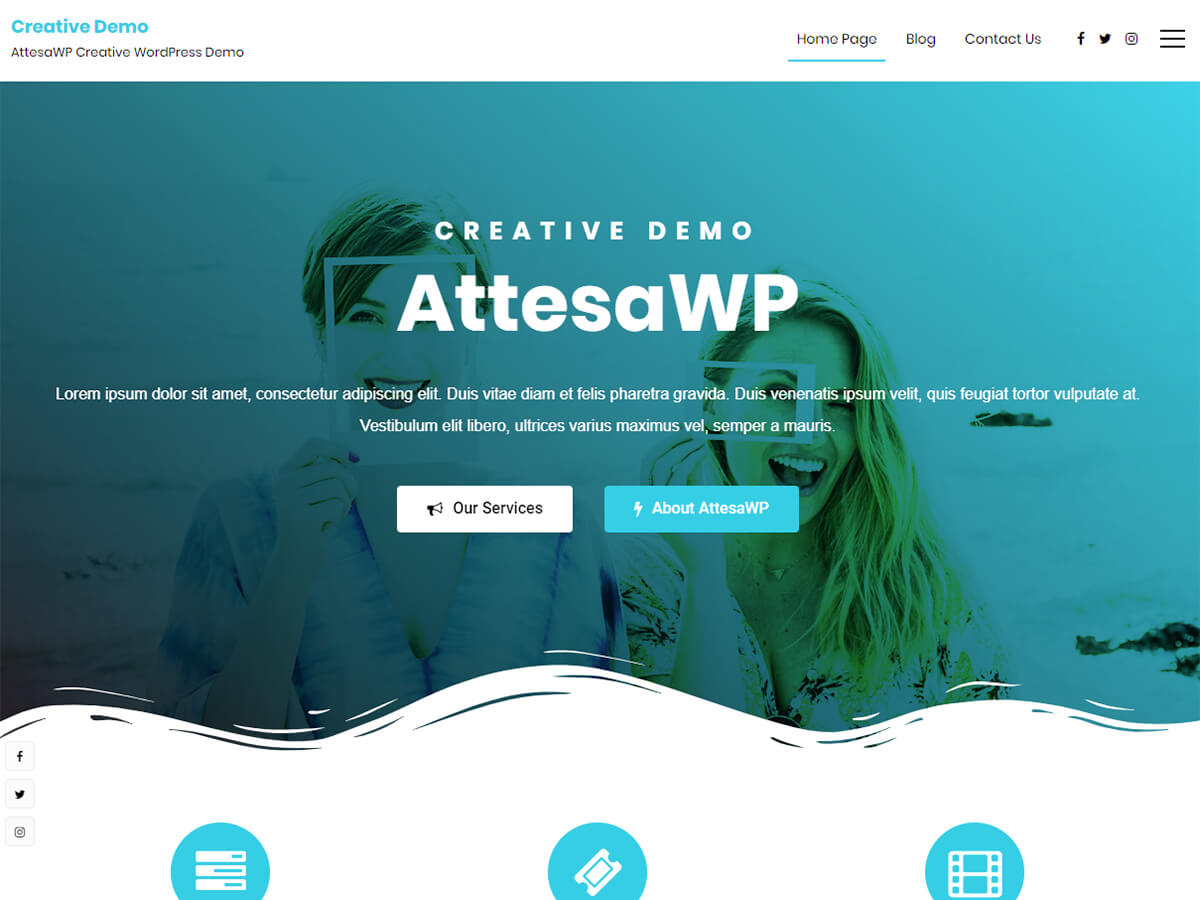 Creative Demo
AttesaWP Creative WordPress Demo
Home Page
Blog
Contact Us
CREATIVE DEMO
AttesaWP
Lorem ipsum dolor sit amet, consectetur adipiscing elit. Duis vitae diam et felis pharetra gravida. Duis venenatis ipsum velit, quis feugiat tortor vulputate at.
Vestibulum elit libero, ultrices varius maximus vel, semper a mauris.
Our Services
About AttesaWP